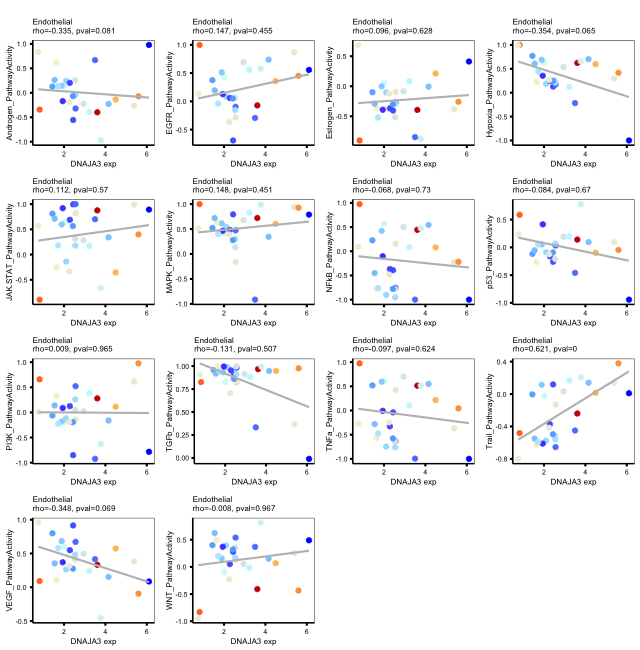 Endothelial
rho=-0.335, pval=0.081
Androgen_PathwayActivity
1.0
0.5
0.0
-0.5
-1.0
2
4
6
DNAJA3 exp
Endothelial
rho=0.147, pval=0.455
EGFR_PathwayActivity
1.0
0.5
0.0
-0.5
2
4
6
DNAJA3 exp
Endothelial
rho=0.096, pval=0.628
Estrogen_PathwayActivity
0.5
0.0
-0.5
2
4
6
DNAJA3 exp
Endothelial
rho=-0.354, pval=0.065
Hypoxia_PathwayActivity
1.0
0.5
0.0
-0.5
-1.0
2
4
6
DNAJA3 exp
Endothelial
rho=0.112, pval=0.57
JAK.STAT_PathwayActivity
1.0
0.5
0.0
-0.5
2
4
6
DNAJA3 exp
Endothelial
rho=0.148, pval=0.451
MAPK_PathwayActivity
1.0
0.5
0.0
-0.5
-1.0
2
4
6
DNAJA3 exp
Endothelial
rho=-0.068, pval=0.73
NFkB_PathwayActivity
1.0
0.5
0.0
-0.5
-1.0
2
4
6
DNAJA3 exp
Endothelial
rho=-0.084, pval=0.67
p53_PathwayActivity
0.5
0.0
-0.5
-1.0
2
4
6
DNAJA3 exp
Endothelial
rho=0.009, pval=0.965
PI3K_PathwayActivity
1.0
0.5
0.0
-0.5
-1.0
2
4
6
DNAJA3 exp
Endothelial
rho=-0.131, pval=0.507
TGFb_PathwayActivity
1.00
0.75
0.50
0.25
0.00
2
4
6
DNAJA3 exp
Endothelial
rho=-0.097, pval=0.624
TNFa_PathwayActivity
1.0
0.5
0.0
-0.5
-1.0
2
4
6
DNAJA3 exp
Endothelial
rho=0.621, pval=0
Trail_PathwayActivity
0.4
0.0
-0.4
-0.8
2
4
6
DNAJA3 exp
Endothelial
rho=-0.348, pval=0.069
VEGF_PathwayActivity
1.0
0.5
0.0
-0.5
2
4
6
DNAJA3 exp
Endothelial
rho=-0.008, pval=0.967
WNT_PathwayActivity
0.5
0.0
-0.5
-1.0
2
4
6
DNAJA3 exp